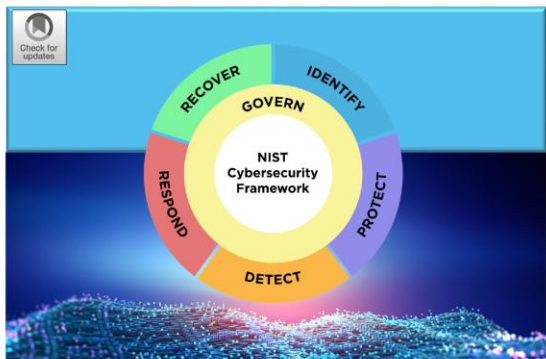 Check for
updates
RECOVER
IDENTIFY
GOVERN
NIST
Cybersecurity
Framework
RESPOND
PROTECT
DETECT